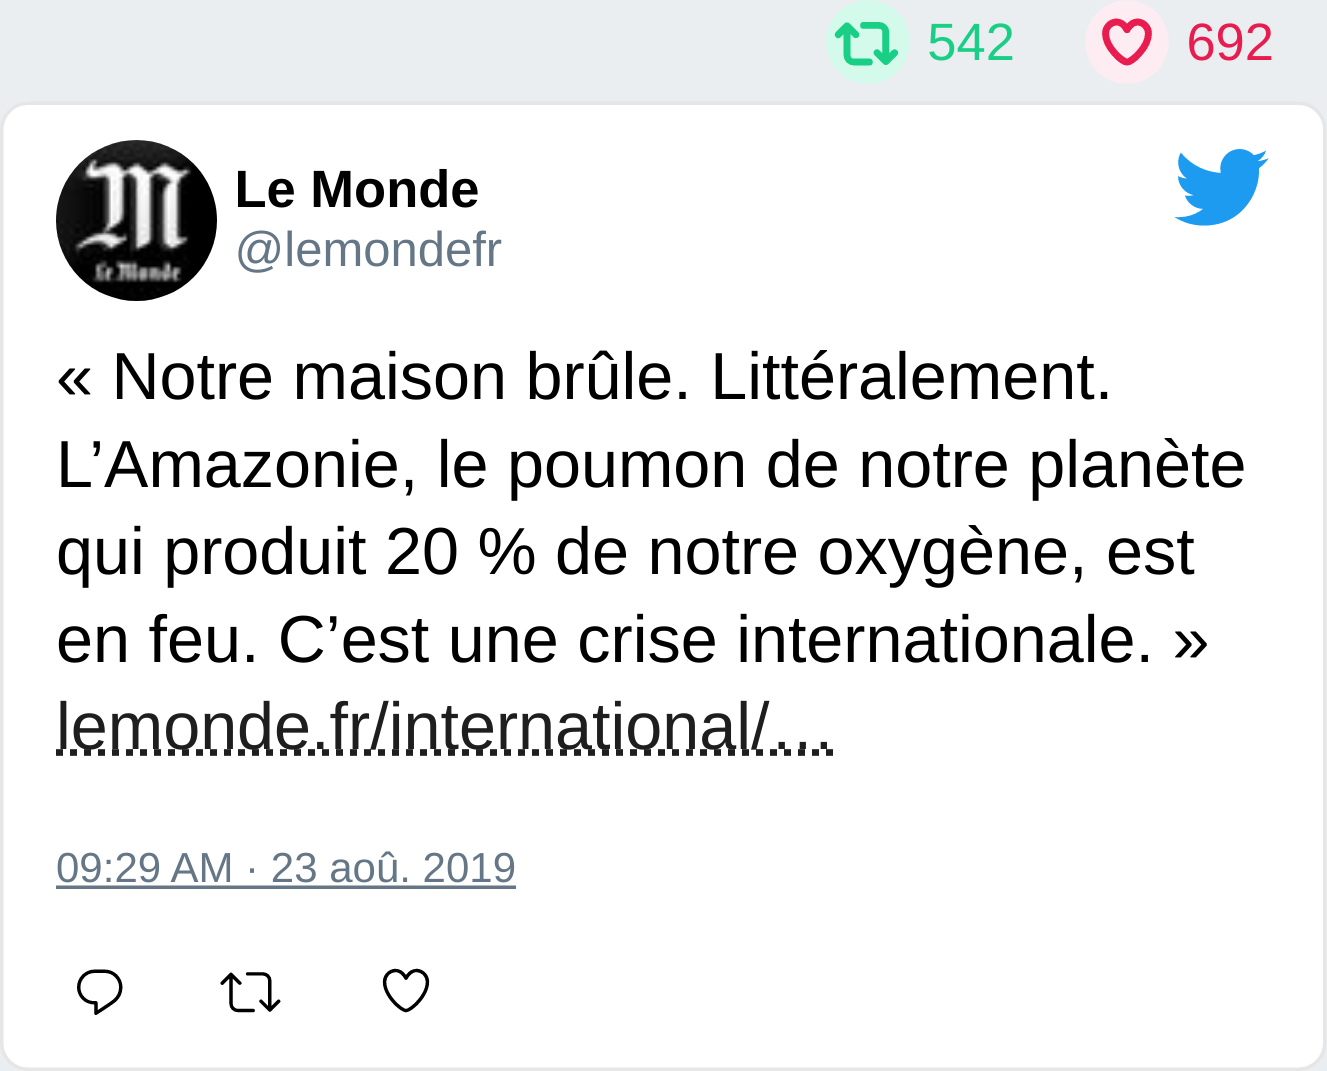 542 692
Le Monde
Le Monde
@lemondefr
« Notre maison brûle. Littéralement.
L’Amazonie, le poumon de notre planète
qui produit 20 % de notre oxygène, est
en feu. C’est une crise internationale. »
lemonde.fr/international/…
09:29 AM · 23 aoû. 2019